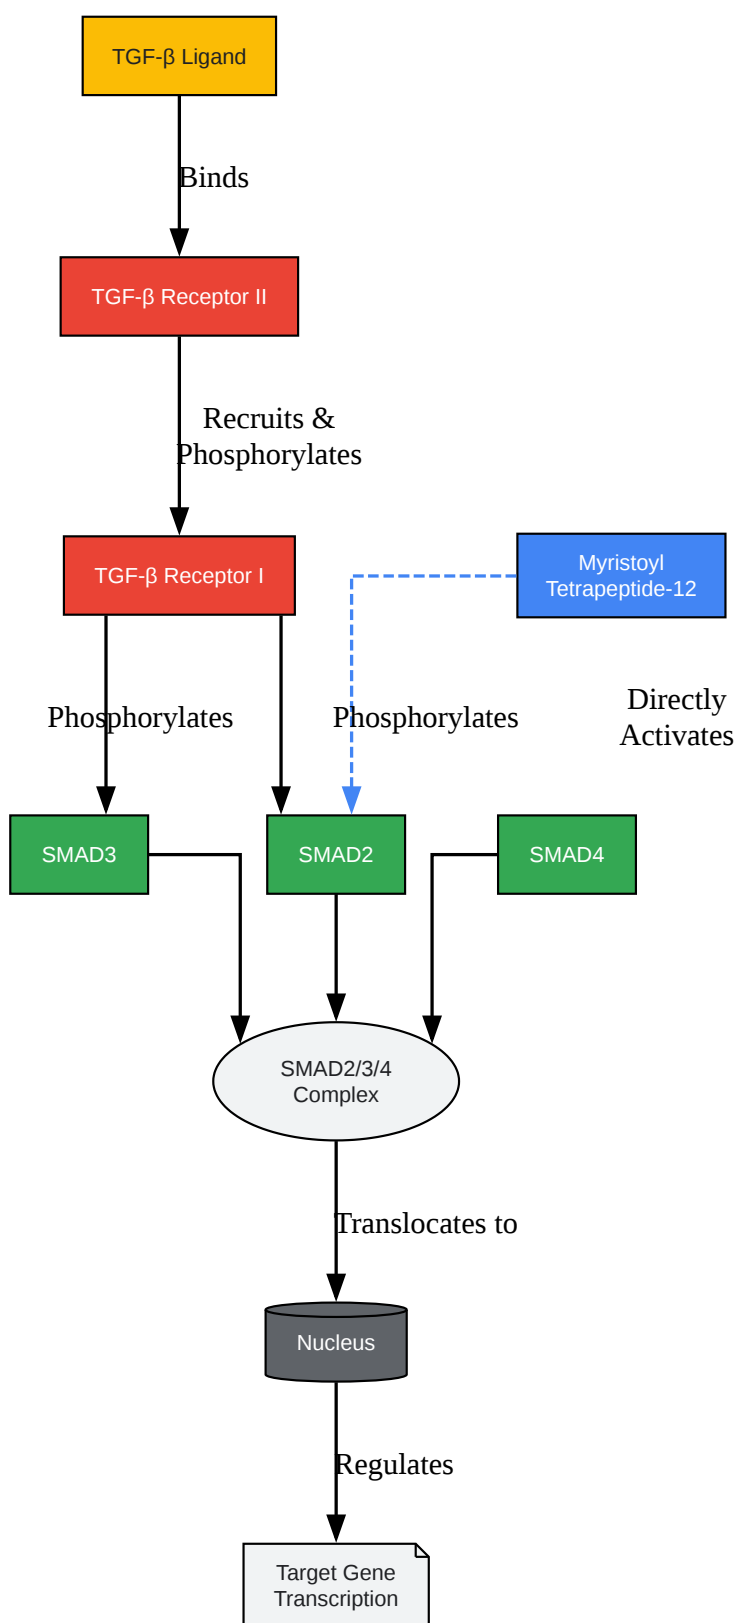 TGF-β Ligand
Binds
TGF-β Receptor II
Recruits &
Phosphorylates
TGF-β Receptor I
Myristoyl
Tetrapeptide-12
Phosphorylates
Phosphorylates
Directly
Activates
SMAD3
SMAD2
SMAD4
SMAD2/3/4
Complex
Translocates to
Nucleus
Regulates
Target Gene
Transcription